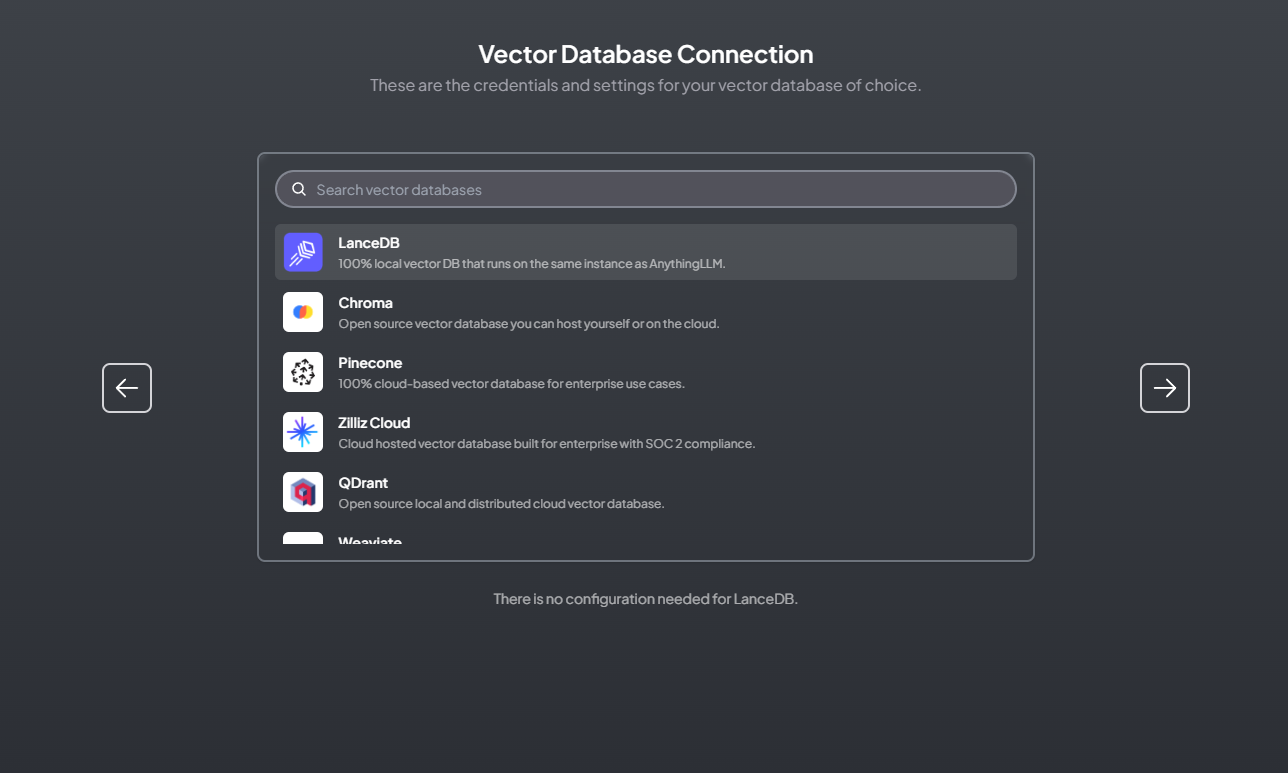 Vector Database Connection
These are the credentials and settings for your vector database of choice.
Search vector databases
LanceDB
100% local vector DB that runs on the same instance as AnythingLLM.
Chroma
Open source vector database you can host yourself or on the cloud.
Pinecone
100% cloud-based vector database for enterprise use cases.
Zilliz Cloud
Cloud hosted vector database built for enterprise with SOC 2 compliance.
QDrant
Open source local and distributed cloud vector database.
Weaviate
There is no configuration needed for LanceDB.